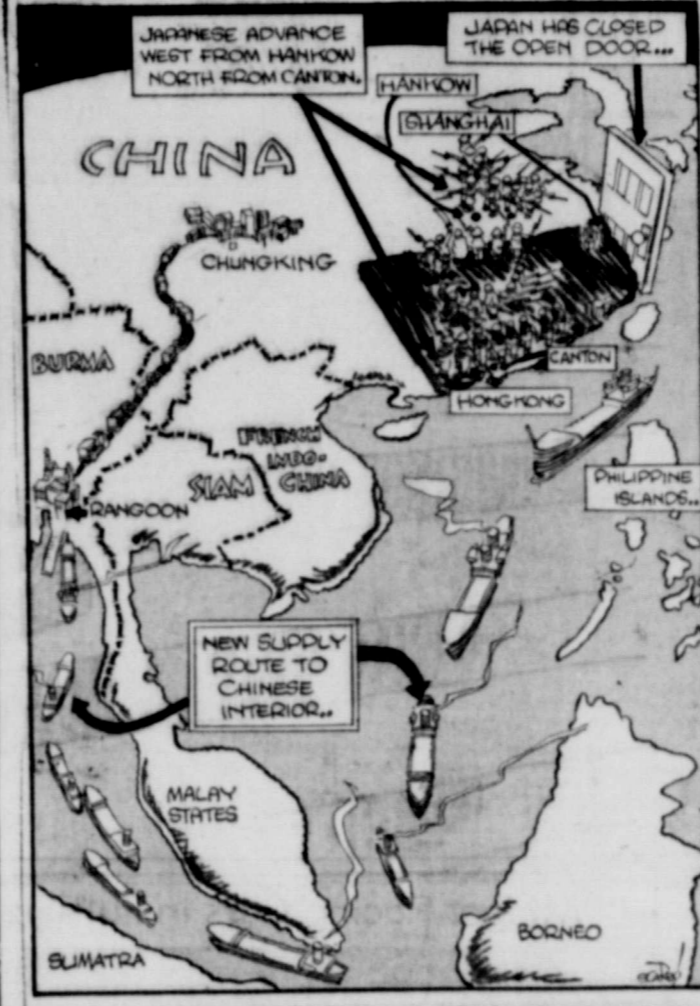 JAPANESE ADVANCE
WEST FROM HANKOW
NORTH FROM CANTON.
JAPAN HAS CLOSED
THE OPEN DOOR...
HANKOW
SHANGHAI
CHINA
CHUNGKING
BURMA
CANTON
HONGKONG
FRENCH
INDO-
CHINA
SIAM
PHILIPPINE
ISLANDS..
RANGOON
NEW SUPPLY
ROUTE TO
CHINESE
INTERIOR..
MALAY
STATES
BORNEO
SUMATRA